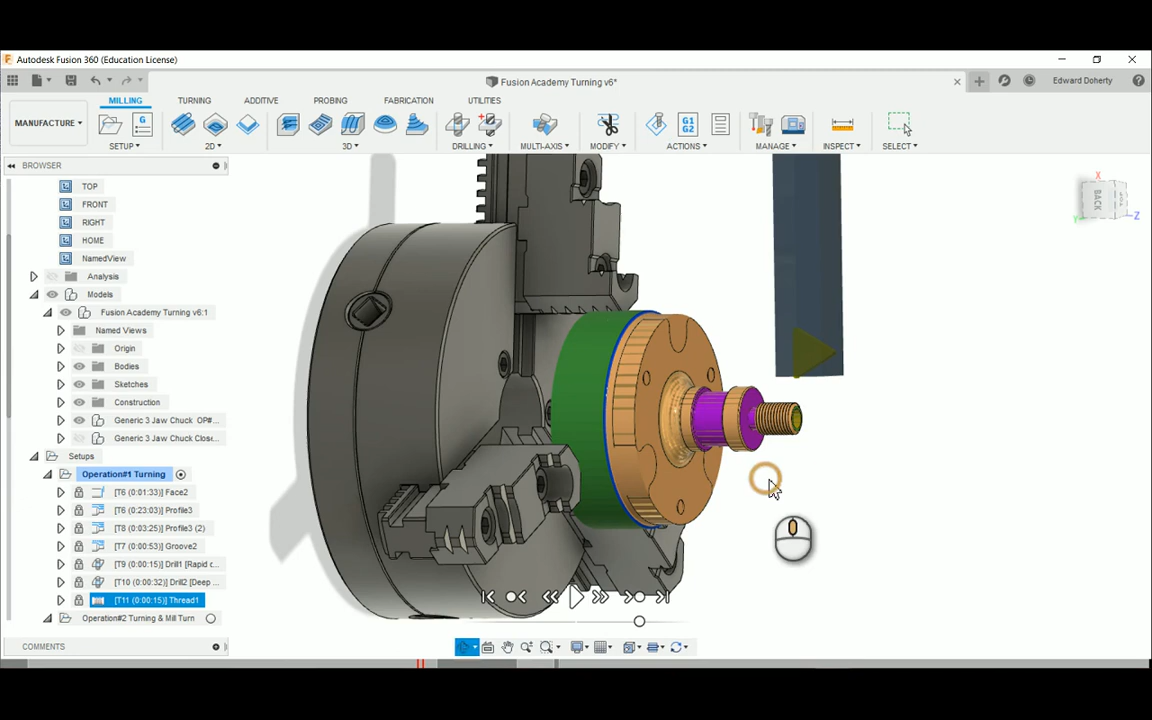 Autodesk Fusion 360 (Education License)
Fusion Academy Turning v6*
Edward Doherty
MANUFACTURE
MILLING TURNING ADDITIVE PROBING FABRICATION UTILITIES
G
G1
G2
SETUP 2D 3D DRILLING MULTI-AXIS MODIFY ACTIONS MANAGE INSPECT SELECT
BROWSER
TOP
FRONT
RIGHT
HOME
NamedView
Analysis
Models
Fusion Academy Turning v6:1
Named Views
Origin
Bodies
Sketches
Construction
Generic 3 Jaw Chuck OP#...
Generic 3 Jaw Chuck Close...
Setups
Operation#1 Turning
[T6 (0:01:33)] Face2
[T6 (0:23:03)] Profile3
[T8 (0:03:25)] Profile3 (2)
[T7 (0:00:53)] Groove2
[T9 (0:00:15)] Drill1 [Rapid o...
[T10 (0:00:32)] Drill2 [Deep ...
[T11 (0:00:15)] Thread1
Operation#2 Turning & Mill Turn
COMMENTS
X
BACK
Y
Z